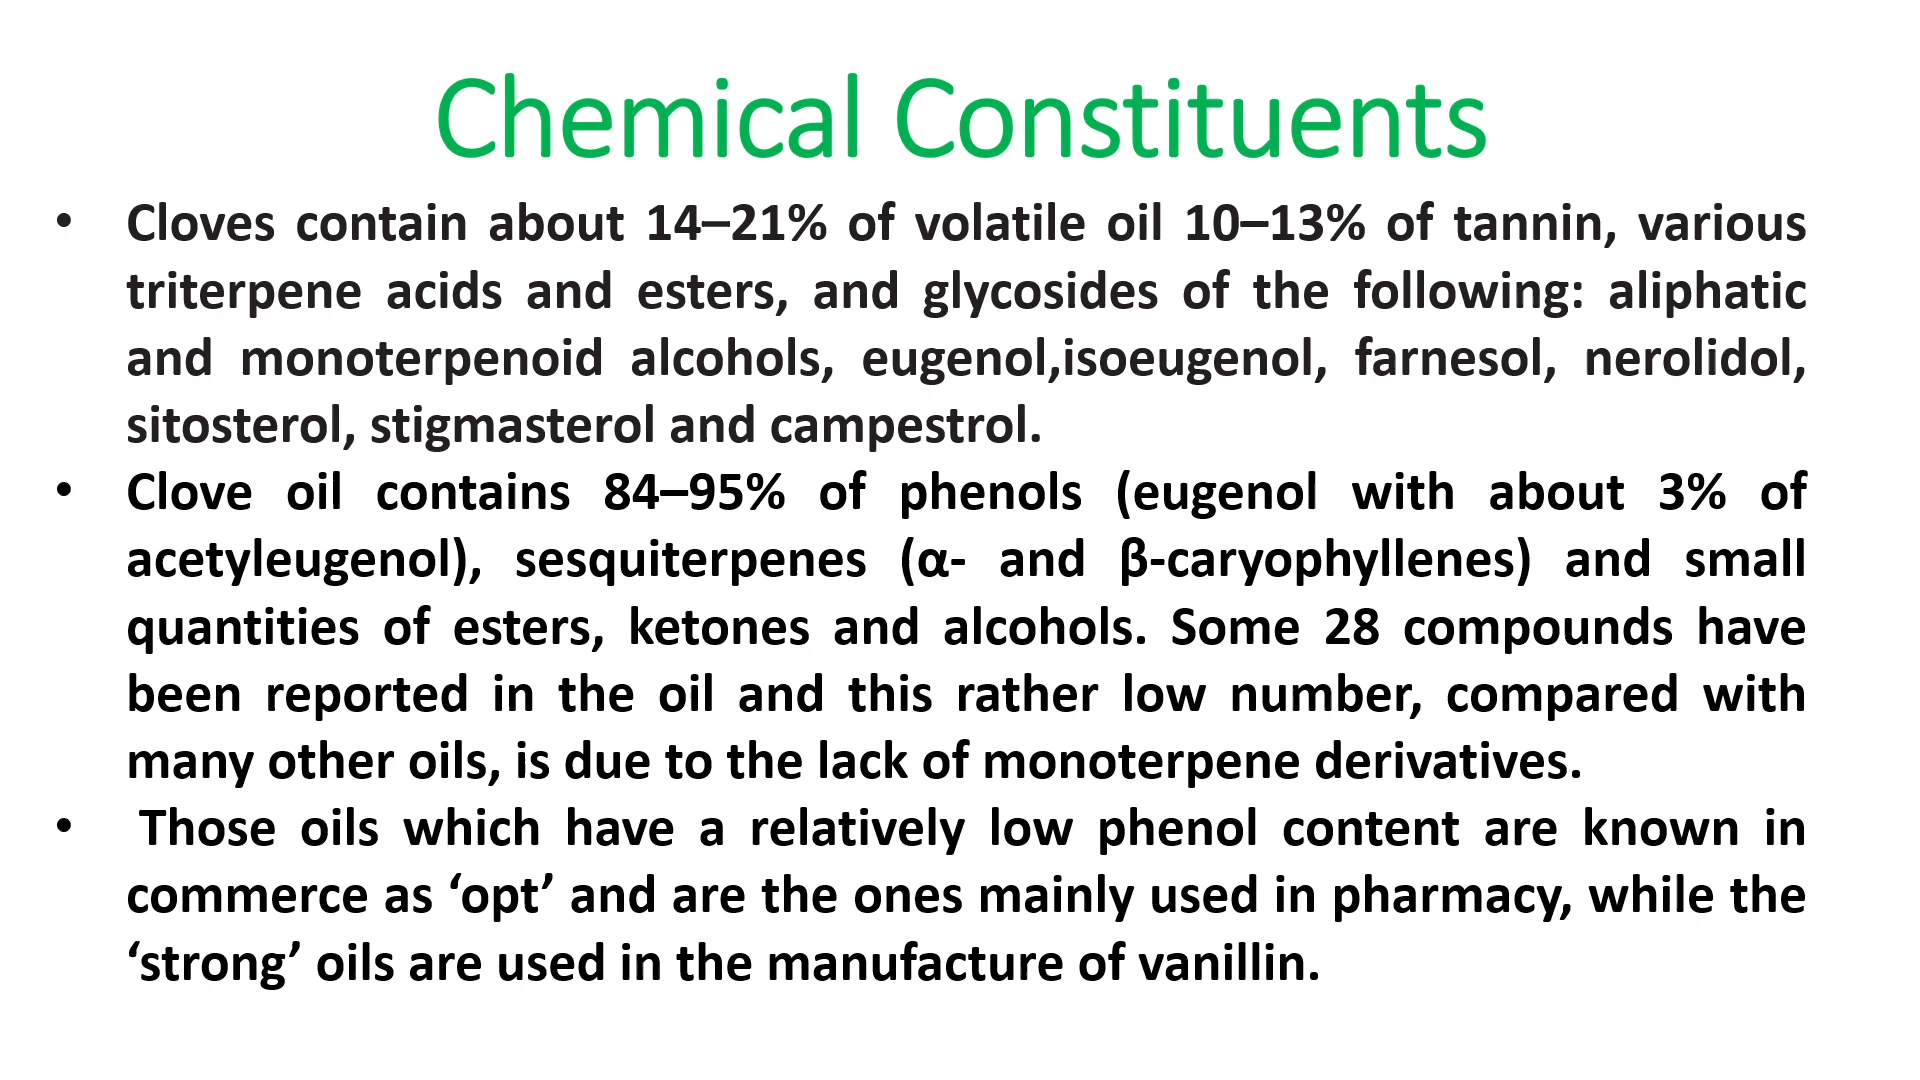 Chemical Constituents
• Cloves contain about 14–21% of volatile oil 10–13% of tannin, various
triterpene acids and esters, and glycosides of the following: aliphatic
and monoterpenoid alcohols, eugenol,isoeugenol, farnesol, nerolidol,
sitosterol, stigmasterol and campestrol.
• Clove oil contains 84–95% of phenols (eugenol with about 3% of
acetyleugenol), sesquiterpenes (α- and β-caryophyllenes) and small
quantities of esters, ketones and alcohols. Some 28 compounds have
been reported in the oil and this rather low number, compared with
many other oils, is due to the lack of monoterpene derivatives.
• Those oils which have a relatively low phenol content are known in
commerce as ‘opt’ and are the ones mainly used in pharmacy, while the
‘strong’ oils are used in the manufacture of vanillin.